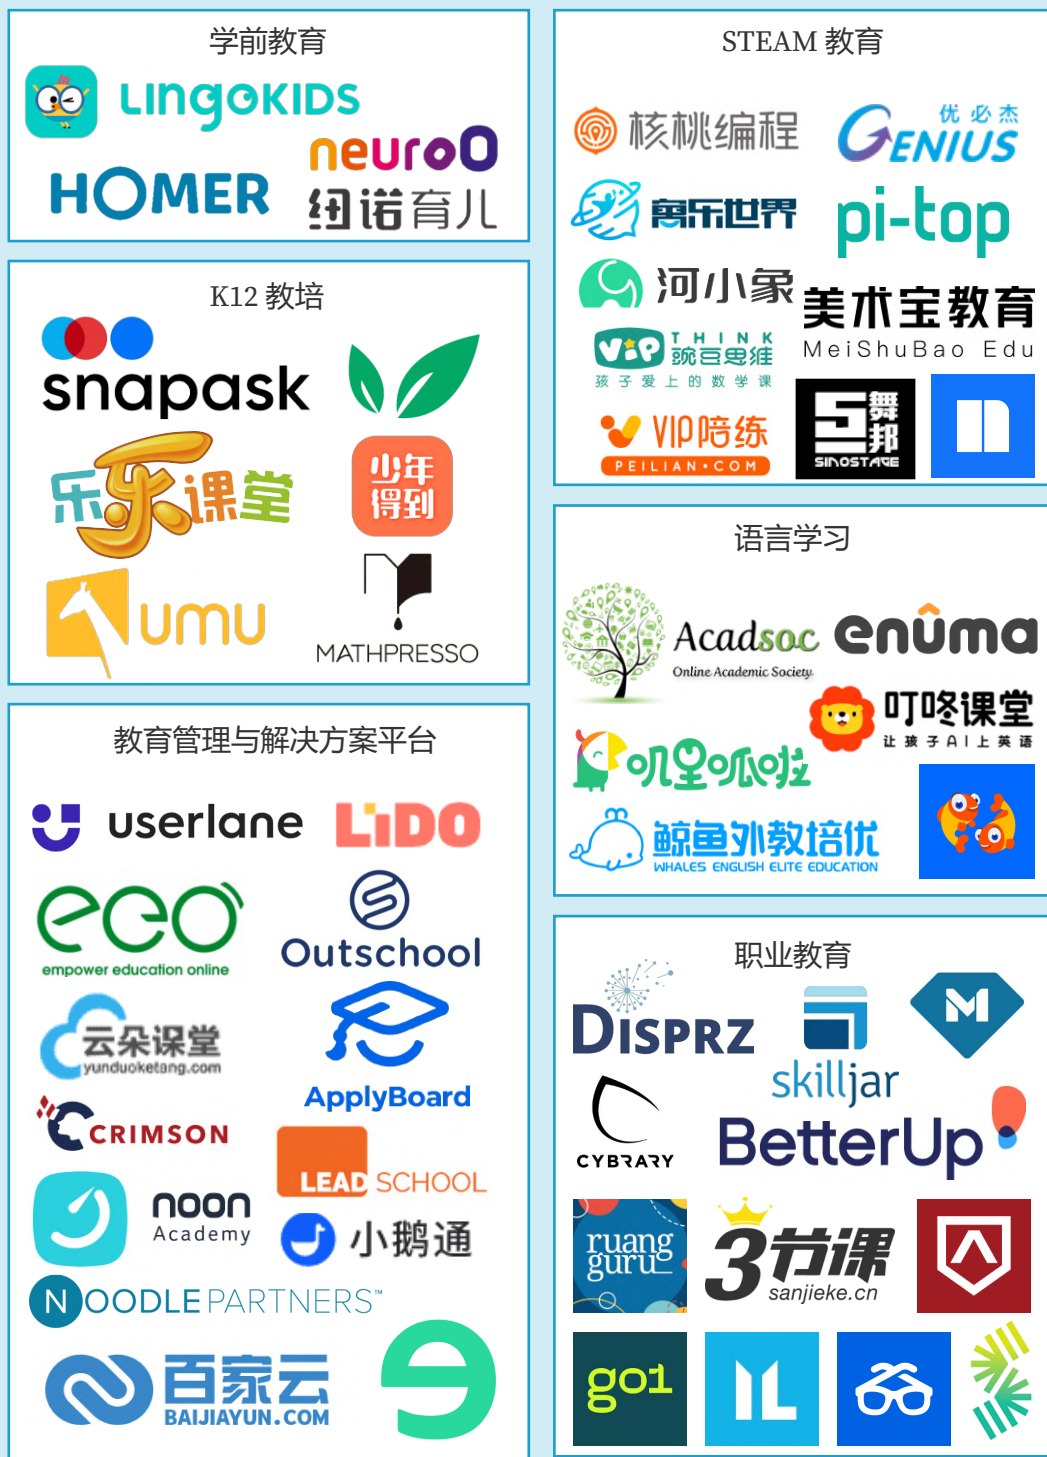 学前教育
LINGOKIDS
neuroO
HOMER
纽诺育儿
K12 教培
snapask
乐乐课堂
少年
得到
umu
MATHPRESSO
教育管理与解决方案平台
userlane
LiDO
eeo
empower education online
Outschool
云朵课堂
yunduoketang.com
ApplyBoard
CRIMSON
LEAD SCHOOL
noon
Academy
小鹅通
NOODLE PARTNERS™
百家云
BAIJIAYUN.COM
STEAM 教育
核桃编程
优必杰
GENIUS
寓乐世界
pi-top
河小象
美术宝教育
MeiShuBao Edu
ViP THINK
豌豆思维
孩子爱上的数学课
VIP陪练
PEILIAN•COM
舞邦
SINOSTAGE
语言学习
Acadsoc
Online Academic Society
enûma
叮咚课堂
让孩子AI上英语
叽里呱啦
鲸鱼外教培优
WHALES ENGLISH ELITE EDUCATION
职业教育
DISPRZ
M
skilljar
CYBRARY
BetterUp
ruang
guru
3节课
sanjieke.cn
go1